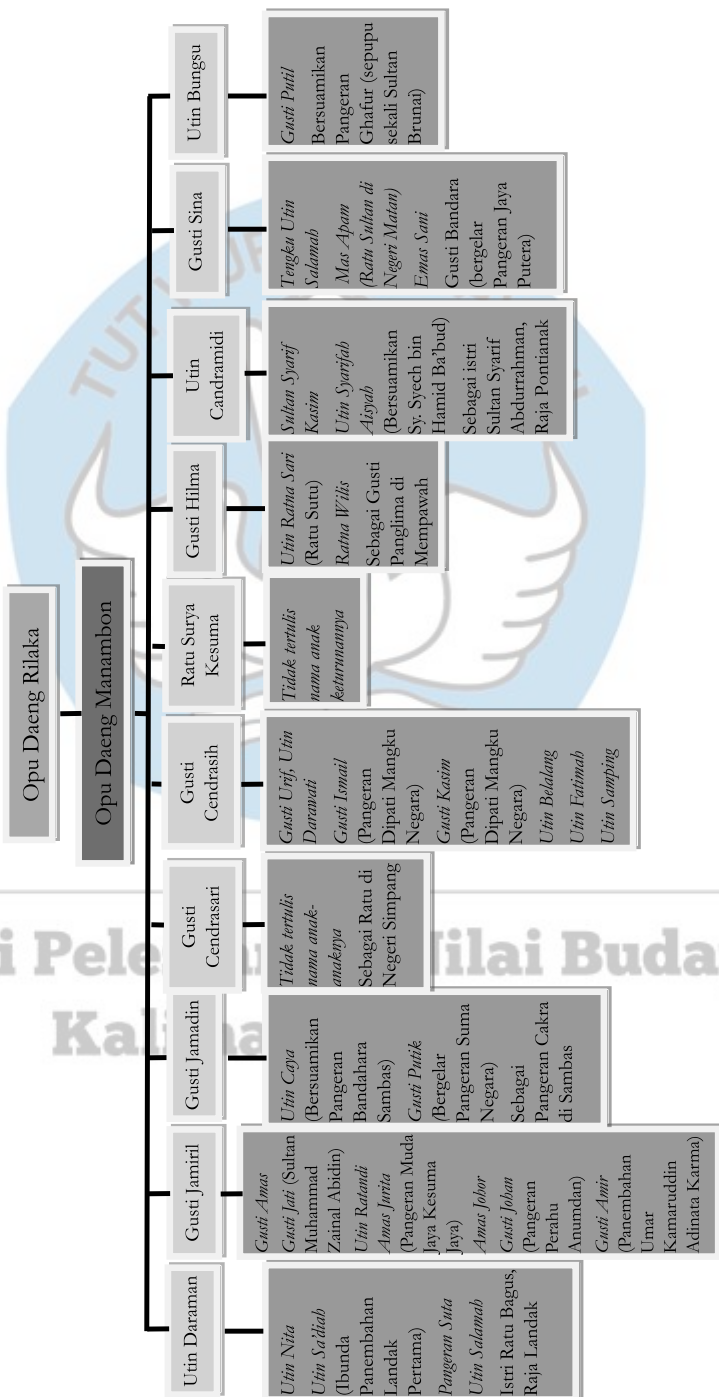 Opu Daeng Rilaka
Opu Daeng Manambon
Utin Daraman
Utin Nita
Utin Sa'diah
(Ibunda
Panembahan
Landak
Pertama)
Pangeran Suta
Utin Salamah
Istri Ratu Bagus,
Raja Landak
Gusti Jamiril
Gusti Amas
Gusti Jati (Sultan
Muhammad
Zainal Abidin)
Utin Ratandi
Amas Jurita
(Pangeran Muda
Jaya Kesuma
Jaya)
Amas Johor
Gusti Johan
(Pangeran
Perahu
Anumdan)
Gusti Amir
(Panembahan
Umar
Kamaruddin
Adinata Karma)
Gusti Jamadin
Utin Caya
(Bersuamikan
Pangeran
Bandahara
Sambas)
Gusti Putik
(Bergelar
Pangeran Suma
Negara)
Sebagai
Pangeran Cakra
di Sambas
Gusti
Cendrasari
Tidak tertulis
nama anak-
anaknya
Sebagai Ratu di
Negeri Simpang
Gusti
Cendrasih
Gusti Urif, Utin
Darawati
Gusti Ismail
(Pangeran
Dipati Mangku
Negara)
Gusti Kasim
(Pangeran
Dipati Mangku
Negara)
Utin Belalang
Utin Fatimah
Utin Samping
Ratu Surya
Kesuma
Tidak tertulis
nama anak
keturunannya
Gusti Hilma
Utin Ratna Sari
(Ratu Sutu)
Ratna Wilis
Sebagai Gusti
Panglima di
Mempawah
Utin
Candramidi
Sultan Syarif
Kasim
Utin Syarifah
Aisyah
(Bersuamikan
Sy. Syech bin
Hamid Ba'bud)
Sebagai istri
Sultan Syarif
Abdurrahman,
Raja Pontianak
Gusti Sina
Tengku Utin
Salamah
Mas Apam
(Ratu Sultan di
Negeri Matan)
Emas Sani
Gusti Bandara
(bergelar
Pangeran Jaya
Putera)
Utin Bungsu
Gusti Putil
Bersuamikan
Pangeran
Ghafur (sepupu
sekali Sultan
Brunai)
TUT WURI
i Pele
Nilai Buda
Kalima